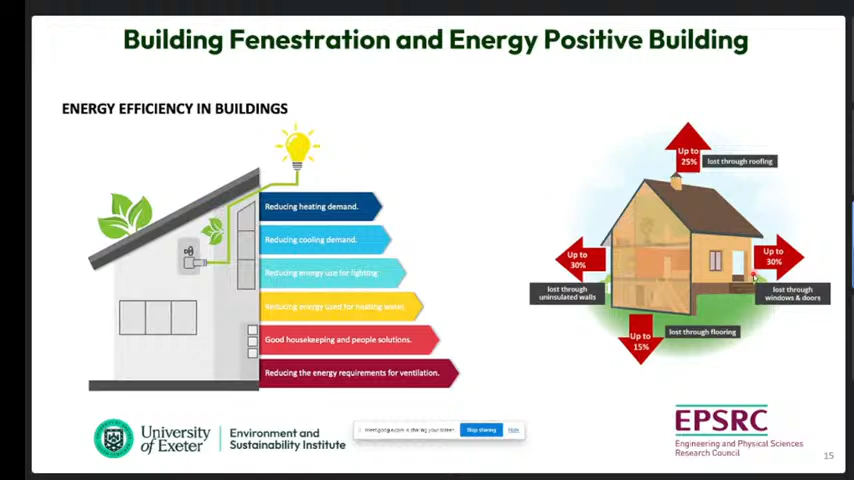 Building Fenestration and Energy Positive Building
ENERGY EFFICIENCY IN BUILDINGS
Reducing heating demand.
Reducing cooling demand.
Reducing energy use for lighting
Reducing energy used for heating water.
Good housekeeping and people solutions.
Reducing the energy requirements for ventilation.
Up to
25%
lost through roofing
Up to
30%
lost through
uninsulated walls
Up to
30%
lost through
windows & doors
Up to
15%
lost through flooring
University
of Exeter
Environment and
Sustainability Institute
is sharing your screen.
Stop sharing
Hide
EPSRC
Engineering and Physical Sciences
Research Council
15